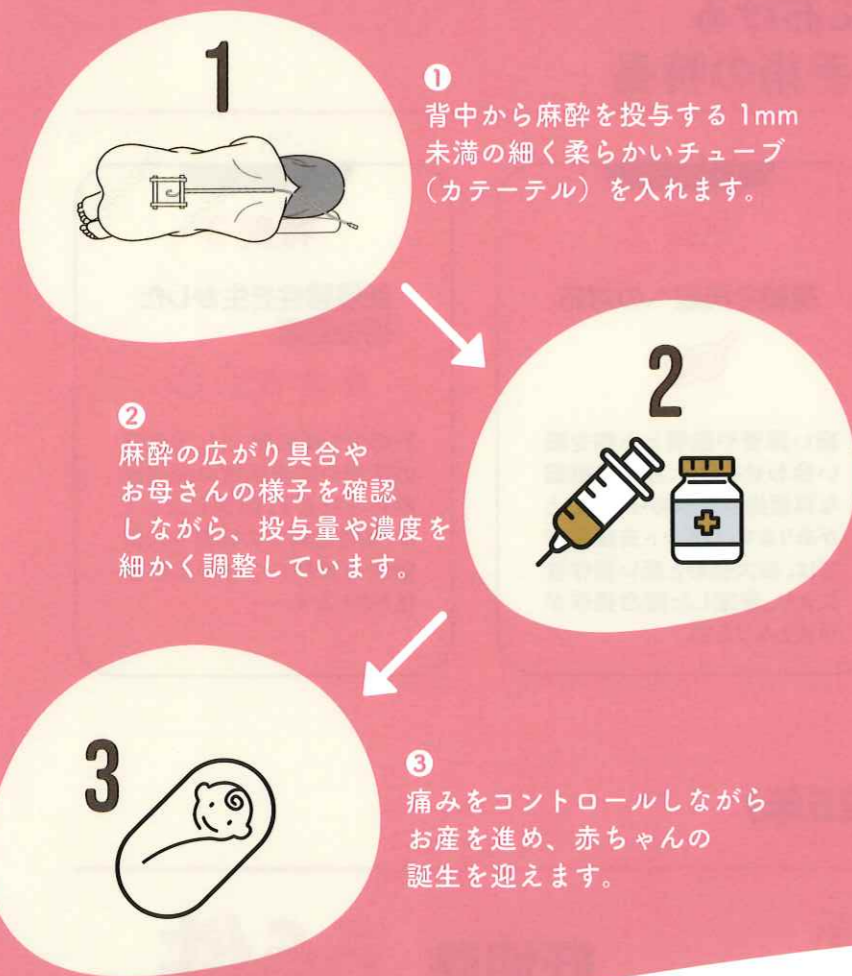 1
❶
背中から麻酔を投与する 1mm
未満の細く柔らかいチューブ
（カテーテル）を入れます。
2
❷
麻酔の広がり具合や
お母さんの様子を確認
しながら、投与量や濃度を
細かく調整しています。
3
❸
痛みをコントロールしながら
お産を進め、赤ちゃんの
誕生を迎えます。